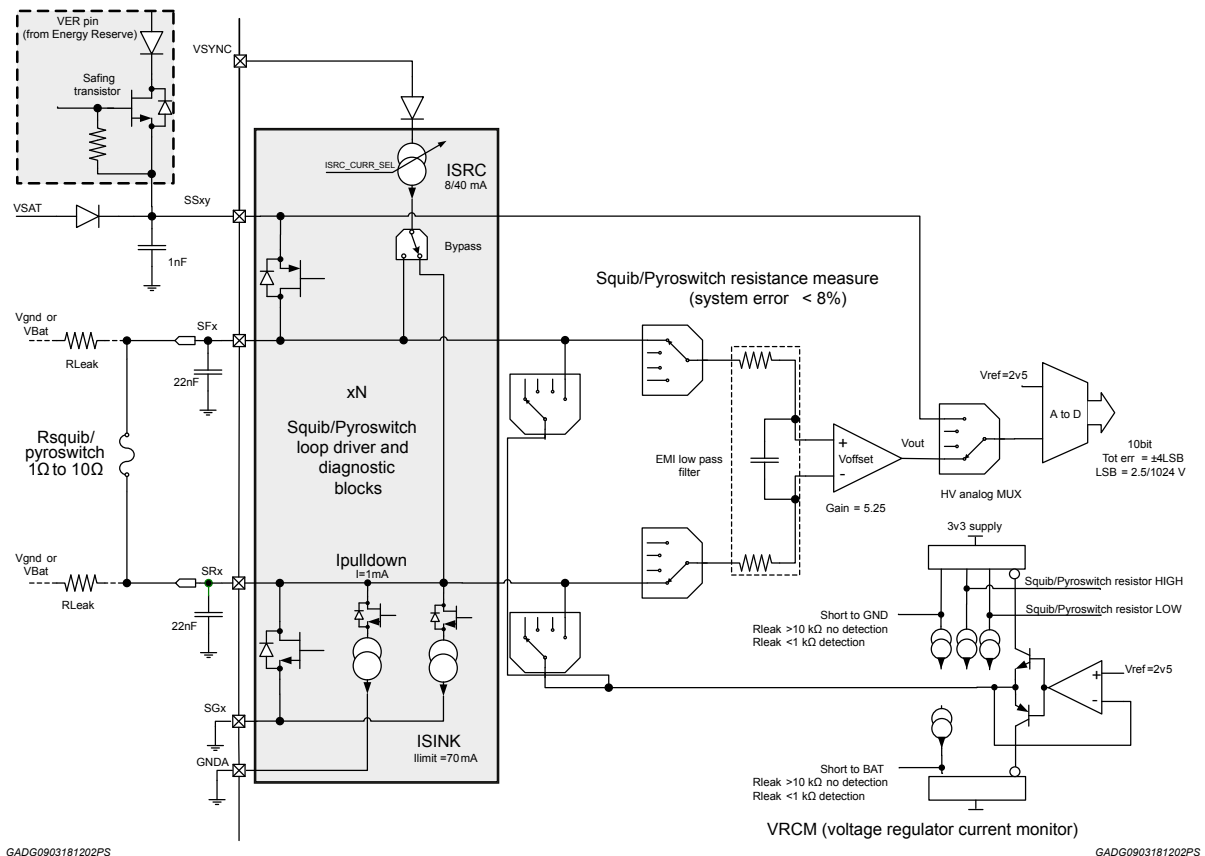 VER pin
(from Energy Reserve)
Safing
transistor
VSYNC
ISRC_CURR_SEL
ISRC
8/40 mA
VSAT
SSxy
1nF
Bypass
Squib/Pyroswitch resistance measure
(system error < 8%)
Vgnd or
VBat
RLeak
SFx
22nF
xN
Squib/Pyroswitch
loop driver and
diagnostic
blocks
Rsquib/
pyroswitch
1Ω to 10Ω
EMI low pass
filter
+
Voffset
-
Gain = 5.25
Vout
Vref=2v5
A to D
10bit
Tot err = ±4LSB
LSB = 2.5/1024 V
HV analog MUX
3v3 supply
Vgnd or
VBat
RLeak
SRx
22nF
Ipulldown
I=1mA
Squib/Pyroswitch resistor HIGH
Squib/Pyroswitch resistor LOW
Short to GND
Rleak >10 kΩ no detection
Rleak <1 kΩ detection
Vref=2v5
+
-
SGx
GNDA
ISINK
Ilimit =70mA
Short to BAT
Rleak >10 kΩ no detection
Rleak <1 kΩ detection
VRCM (voltage regulator current monitor)
GADG0903181202PS
GADG0903181202PS